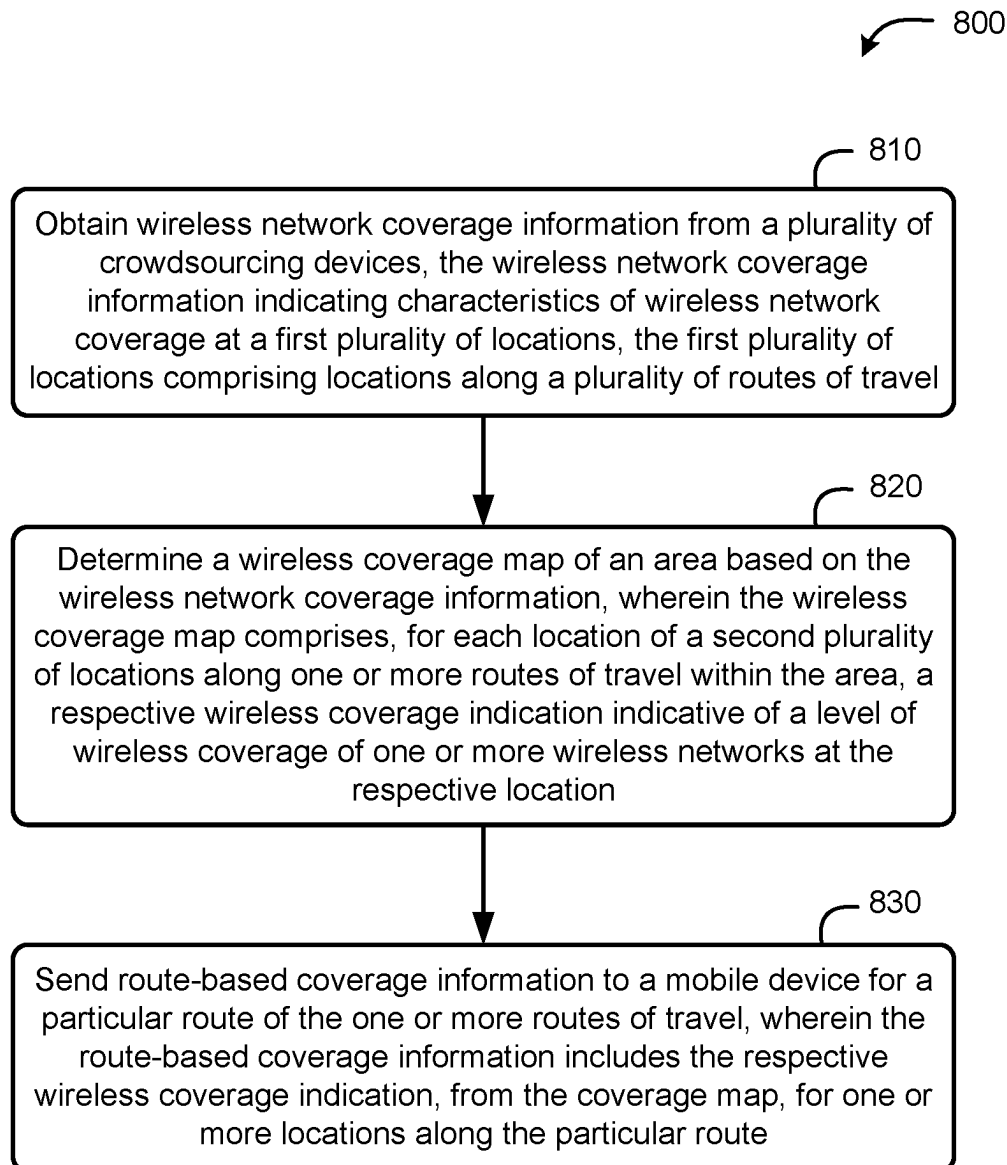 800
810
Obtain wireless network coverage information from a plurality of
crowdsourcing devices, the wireless network coverage
information indicating characteristics of wireless network
coverage at a first plurality of locations, the first plurality of
locations comprising locations along a plurality of routes of travel
820
Determine a wireless coverage map of an area based on the
wireless network coverage information, wherein the wireless
coverage map comprises, for each location of a second plurality
of locations along one or more routes of travel within the area, a
respective wireless coverage indication indicative of a level of
wireless coverage of one or more wireless networks at the
respective location
830
Send route-based coverage information to a mobile device for a
particular route of the one or more routes of travel, wherein the
route-based coverage information includes the respective
wireless coverage indication, from the coverage map, for one or
more locations along the particular route